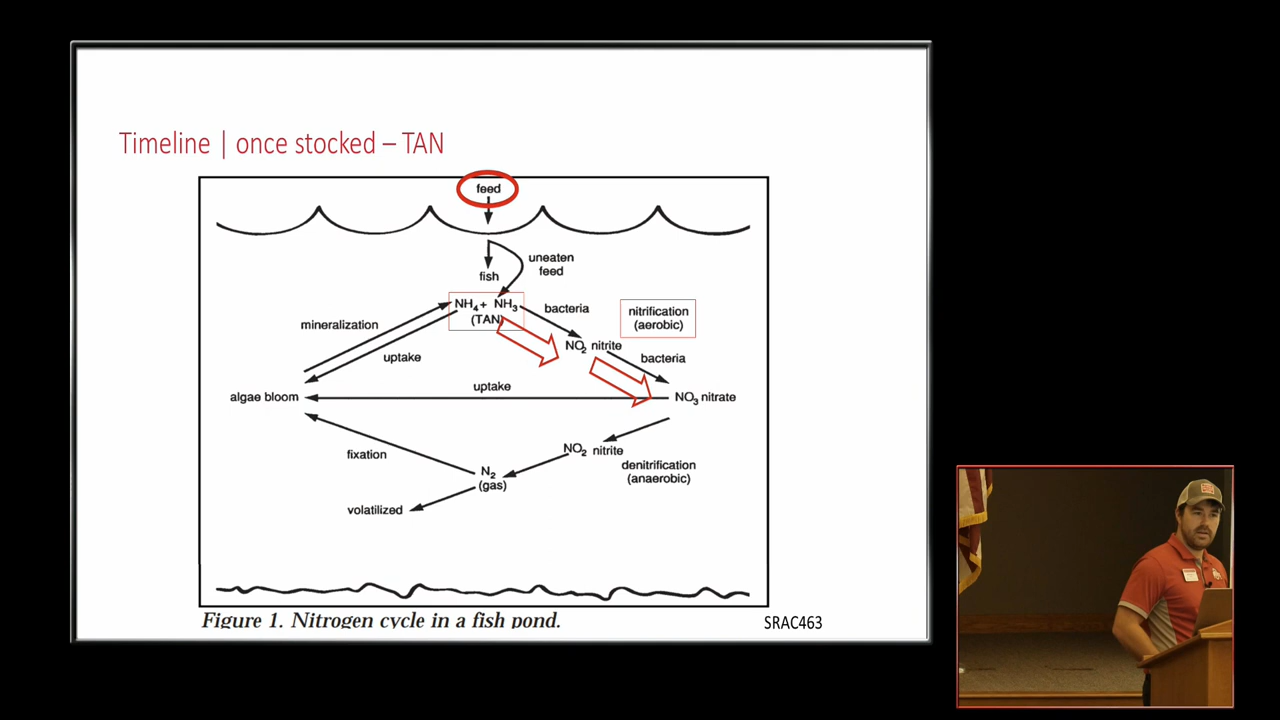 Timeline | once stocked – TAN
feed
uneaten
feed
fish
NH4+ NH3
(TAN)
bacteria
nitrification
(aerobic)
mineralization
NO2 nitrite
uptake
bacteria
uptake
algae bloom
NO3 nitrate
fixation
NO2 nitrite
denitrification
(anaerobic)
N2
(gas)
volatilized
Figure 1. Nitrogen cycle in a fish pond.
SRAC463